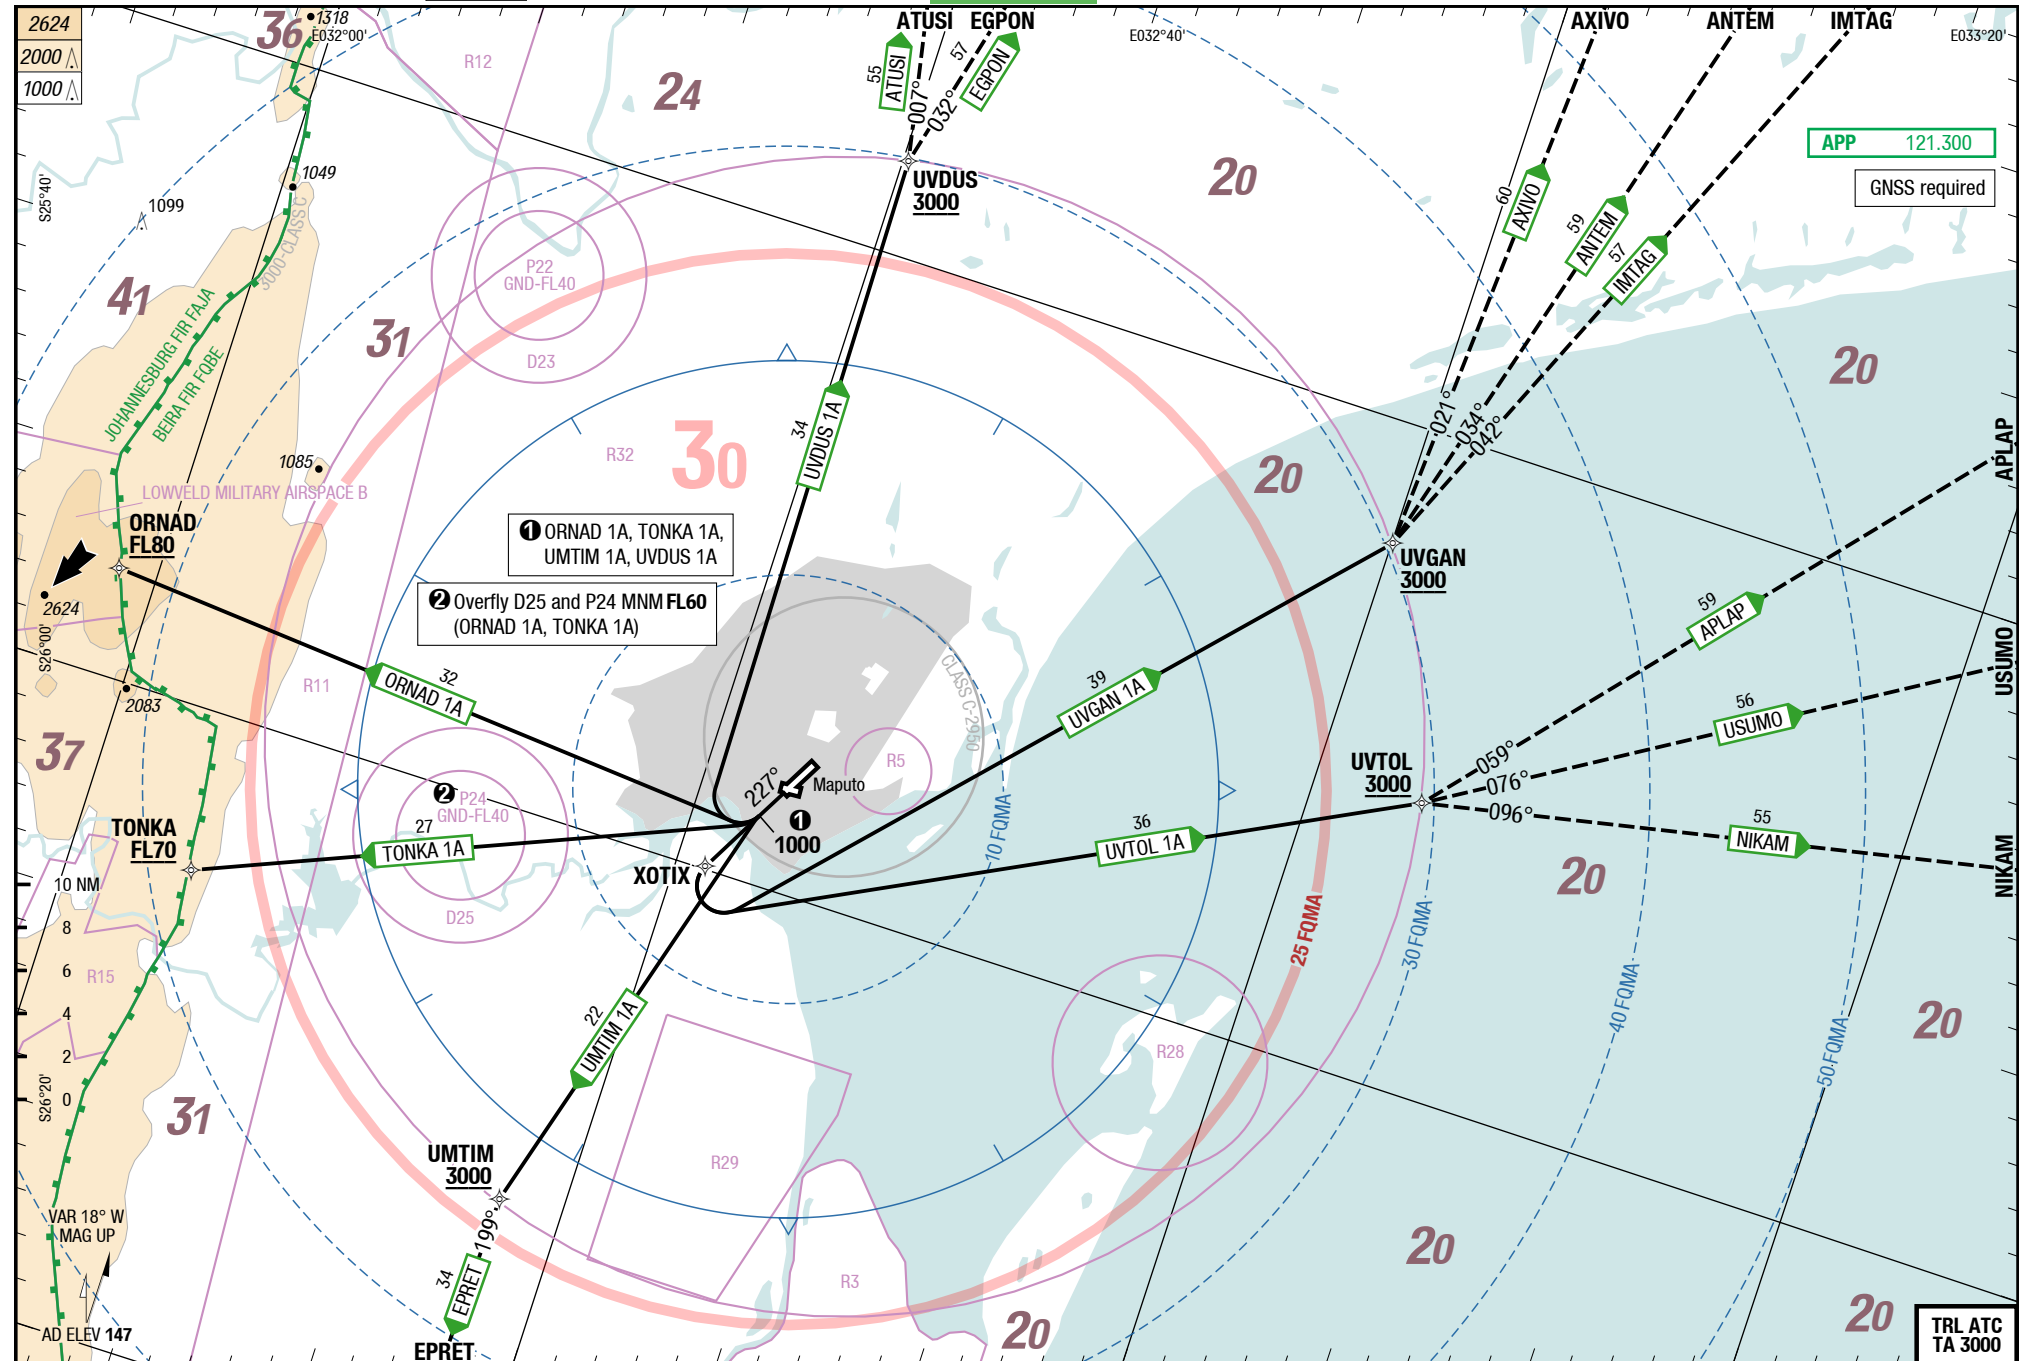 2624
2000
1000
36
1318
E032°00'
R12
24
ATUSI
EGPON
55
ATUSI
007°
57
EGPON
032°
E032°40'
AXIVO
ANTEM
IMTAG
E033°20'
APP 121.300
GNSS required
20
60
AXIVO
59
ANTEM
57
IMTAG
S25°40'
1049
1099
3000-CLASS C
UVDUS
3000
P22
GND-FL40
D23
41
31
JOHANNESBURG FIR FAJA
BEIRA FIR FQBE
20
021°
034°
042°
34
UVDUS 1A
R32
30
20
1085
LOWVELD MILITARY AIRSPACE B
APLAP
ORNAD
FL80
❶ ORNAD 1A, TONKA 1A,
UMTIM 1A, UVDUS 1A
UVGAN
3000
2624
❷ Overfly D25 and P24 MNM FL60
(ORNAD 1A, TONKA 1A)
59
APLAP
S26°00'
USUMO
32
ORNAD 1A
R11
2083
CLASS C-2950
39
UVGAN 1A
56
USUMO
37
R5
227°
Maputo
UVTOL
3000
059°
076°
096°
❷
P24
GND-FL40
❶
1000
10 FQMA
TONKA
FL70
27
TONKA 1A
36
UVTOL 1A
55
NIKAM
NIKAM
XOTIX
20
10 NM
8
6
4
2
0
D25
R15
25 FQMA
30 FQMA
40 FQMA
50 FQMA
20
22
UMTIM 1A
R28
S26°20'
31
UMTIM
3000
R29
VAR 18° W
MAG UP
199°
34
EPRET
R3
20
20
20
AD ELEV 147
EPRET
TRL ATC
TA 3000